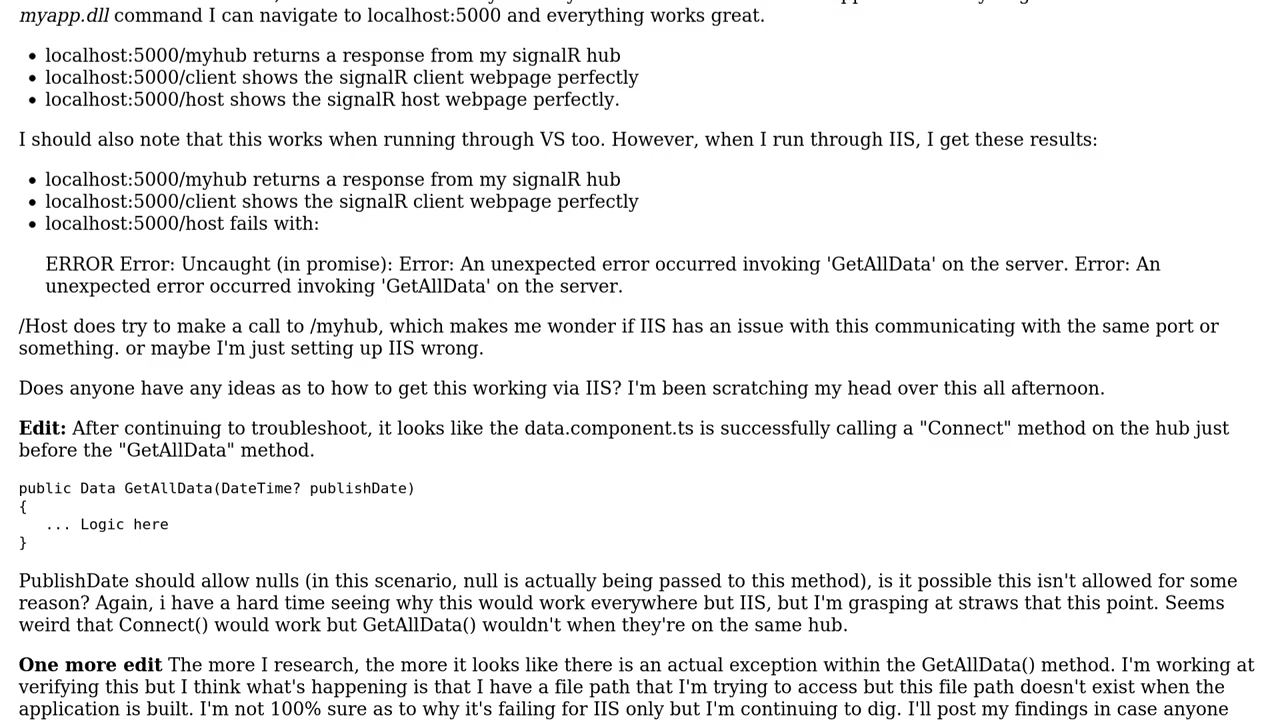 myapp.dll command I can navigate to localhost:5000 and everything works great.
• localhost:5000/myhub returns a response from my signalR hub
• localhost:5000/client shows the signalR client webpage perfectly
• localhost:5000/host shows the signalR host webpage perfectly.
I should also note that this works when running through VS too. However, when I run through IIS, I get these results:
• localhost:5000/myhub returns a response from my signalR hub
• localhost:5000/client shows the signalR client webpage perfectly
• localhost:5000/host fails with:
ERROR Error: Uncaught (in promise): Error: An unexpected error occurred invoking 'GetAllData' on the server. Error: An
unexpected error occurred invoking 'GetAllData' on the server.
/Host does try to make a call to /myhub, which makes me wonder if IIS has an issue with this communicating with the same port or
something. or maybe I'm just setting up IIS wrong.
Does anyone have any ideas as to how to get this working via IIS? I'm been scratching my head over this all afternoon.
Edit: After continuing to troubleshoot, it looks like the data.component.ts is successfully calling a "Connect" method on the hub just
before the "GetAllData" method.
public Data GetAllData(DateTime? publishDate)
{
   ... Logic here
}
PublishDate should allow nulls (in this scenario, null is actually being passed to this method), is it possible this isn't allowed for some
reason? Again, i have a hard time seeing why this would work everywhere but IIS, but I'm grasping at straws that this point. Seems
weird that Connect() would work but GetAllData() wouldn't when they're on the same hub.
One more edit The more I research, the more it looks like there is an actual exception within the GetAllData() method. I'm working at
verifying this but I think what's happening is that I have a file path that I'm trying to access but this file path doesn't exist when the
application is built. I'm not 100% sure as to why it's failing for IIS only but I'm continuing to dig. I'll post my findings in case anyone